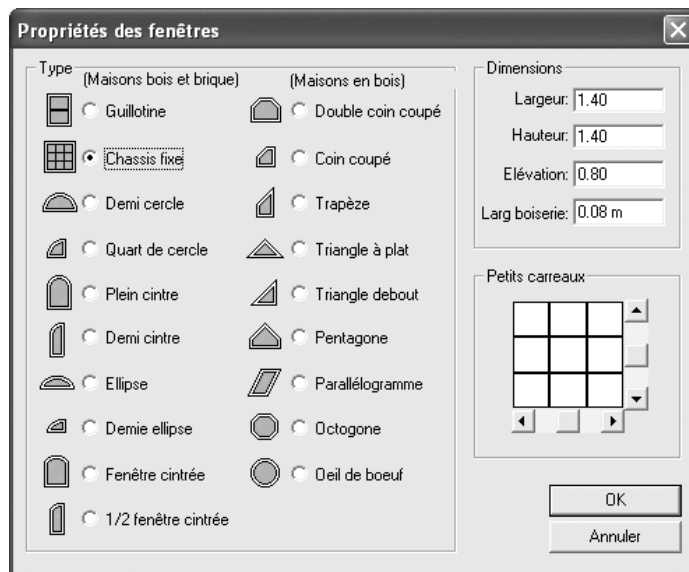 Propriétés des fenêtres
Type
(Maisons bois et brique)
Guillotine
Chassis fixe
Demi cercle
Quart de cercle
Plein cintre
Demi cintre
Ellipse
Demie ellipse
Fenêtre cintrée
1/2 fenêtre cintrée
(Maisons en bois)
Double coin coupé
Coin coupé
Trapèze
Triangle à plat
Triangle debout
Pentagone
Parallélogramme
Octogone
Oeil de boeuf
Dimensions
Largeur: 1.40
Hauteur: 1.40
Elévation: 0.80
Larg boiserie: 0.08 m
Petits carreaux
OK
Annuler